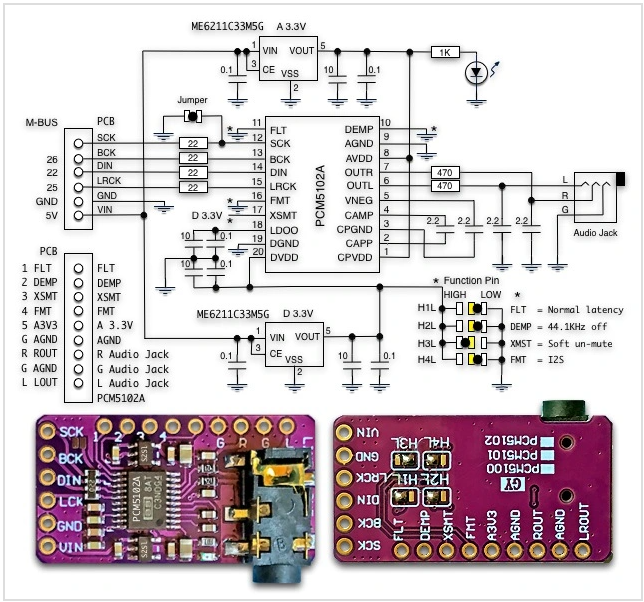 ME6211C33M5G A 3.3V
1 VIN VOUT 5
3 CE
VSS
2
0.1
10
0.1
1K
Jumper
M-BUS PCB
SCK
26 BCK
22 DIN
25 LRCK
GND GND
5V VIN
22
22
22
22
PCM5102A
* 11 FLT
12 SCK
13 BCK
14 DIN
15 LRCK
* 16 FMT
* 17 XSMT
18 LDOO
19 DGND
20 DVDD
DEMP 10 *
AGND 9
AVDD 8
OUTR 7
OUTL 6
VNEG 5
CAMP 4
CPGND 3
CAPP 2
CPVDD 1
470
470
2.2
2.2
2.2
2.2
L
R
G
Audio Jack
D 3.3V
10 0.1
10 0.1
PCB
1 FLT FLT
2 DEMP DEMP
3 XSMT XSMT
4 FMT FMT
5 A3V3 A 3.3V
G AGND AGND
R ROUT R Audio Jack
G AGND G Audio Jack
L LOUT L Audio Jack
PCM5102A
ME6211C33M5G D 3.3V
1 VIN VOUT 5
3 CE
VSS
2
0.1
10
0.1
* Function Pin
HIGH LOW *
H1L FLT = Normal latency
H2L DEMP = 44.1KHz off
H3L XMST = Soft un-mute
H4L FMT = I2S
SCK
BCK
DIN
LCK
GND
VIN
1 2 3 4
G R G L
PCM5102A
S2S1
S2S1
VIN
GND
LRCK
DIN
BCK
SCK
H3L H4L
H1L H2L
PCM5102
PCM5101
PCM5100
GY
FLT
DEMP
XSMT
FMT
A3V3
AGND
ROUT
AGND
LROUT